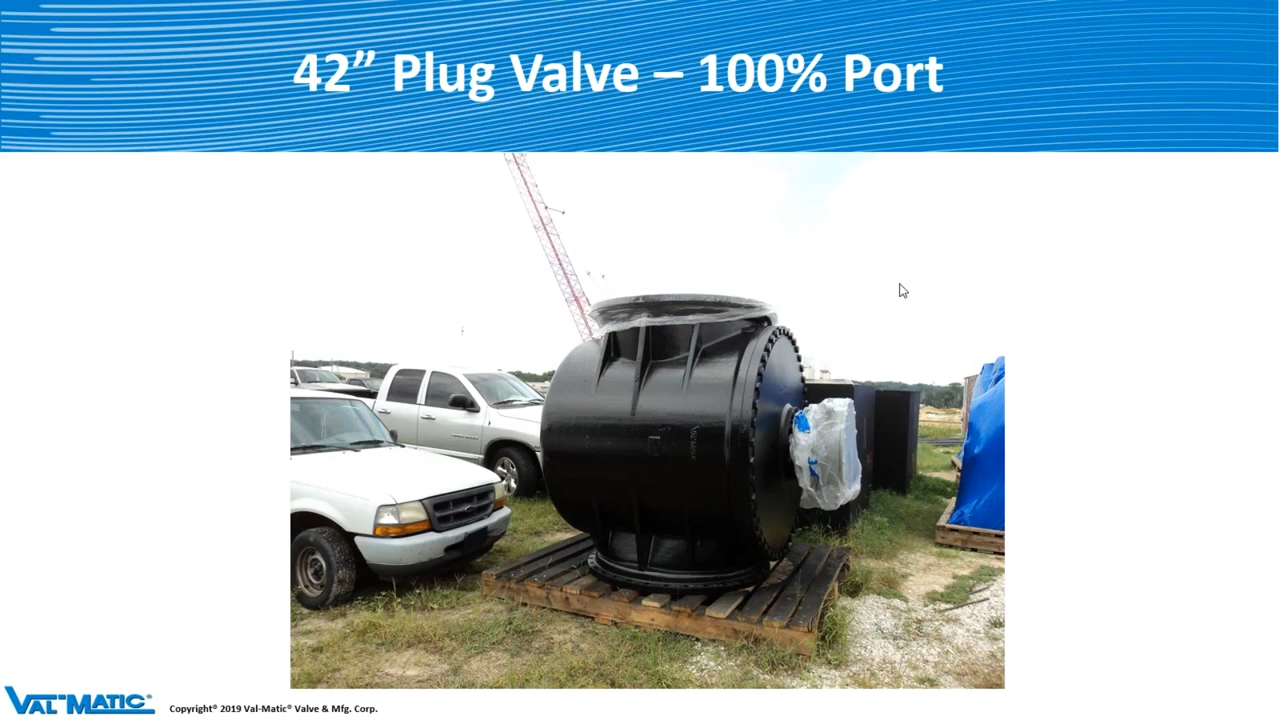 42” Plug Valve – 100% Port
VAL-MATIC®
Copyright® 2019 Val-Matic® Valve & Mfg. Corp.